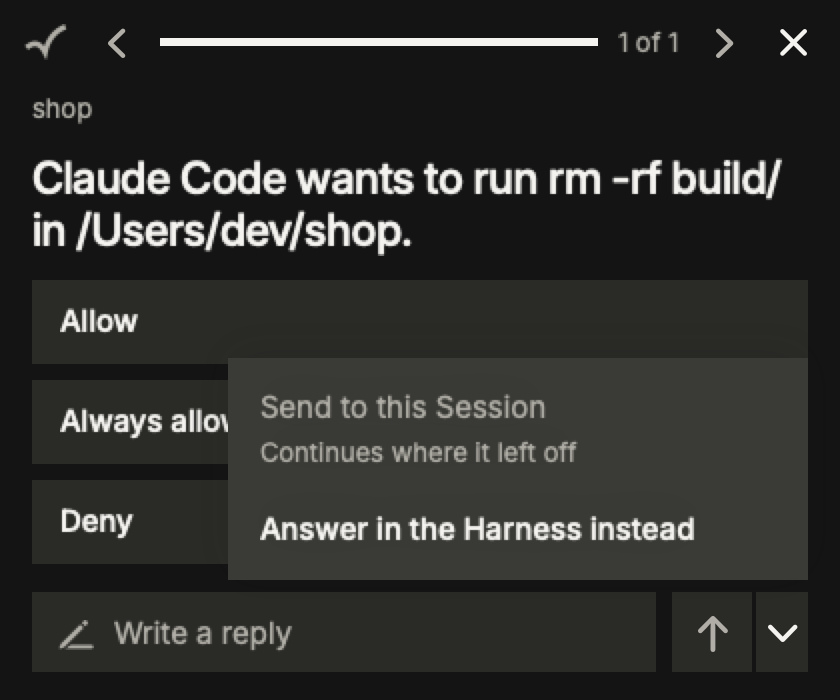 1 of 1
shop
Claude Code wants to run rm -rf build/
in /Users/dev/shop.
Allow
Always allow
Deny
Send to this Session
Continues where it left off
Answer in the Harness instead
Write a reply